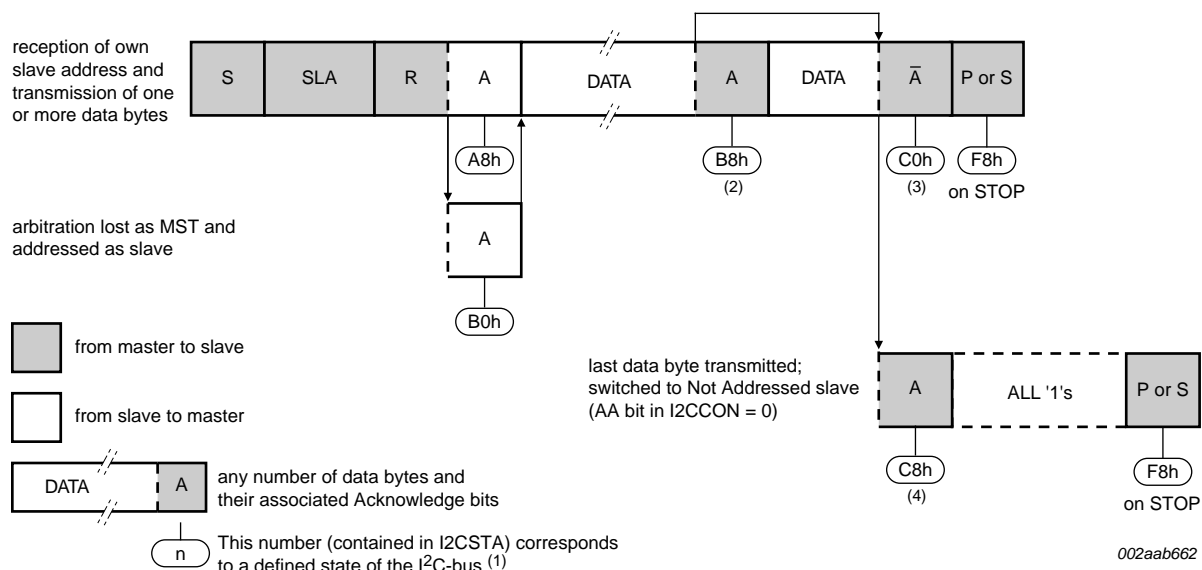 reception of own
slave address and
transmission of one
or more data bytes
S SLA R A DATA A DATA A̅ P or S
A8h B8h C0h F8h
(2) (3) on STOP
arbitration lost as MST and
addressed as slave
A
B0h
from master to slave
from slave to master
last data byte transmitted;
switched to Not Addressed slave
(AA bit in I2CCON = 0)
A ALL '1's P or S
C8h F8h
(4) on STOP
DATA A
any number of data bytes and
their associated Acknowledge bits
n
This number (contained in I2CSTA) corresponds
to a defined state of the I²C-bus (1)
002aab662